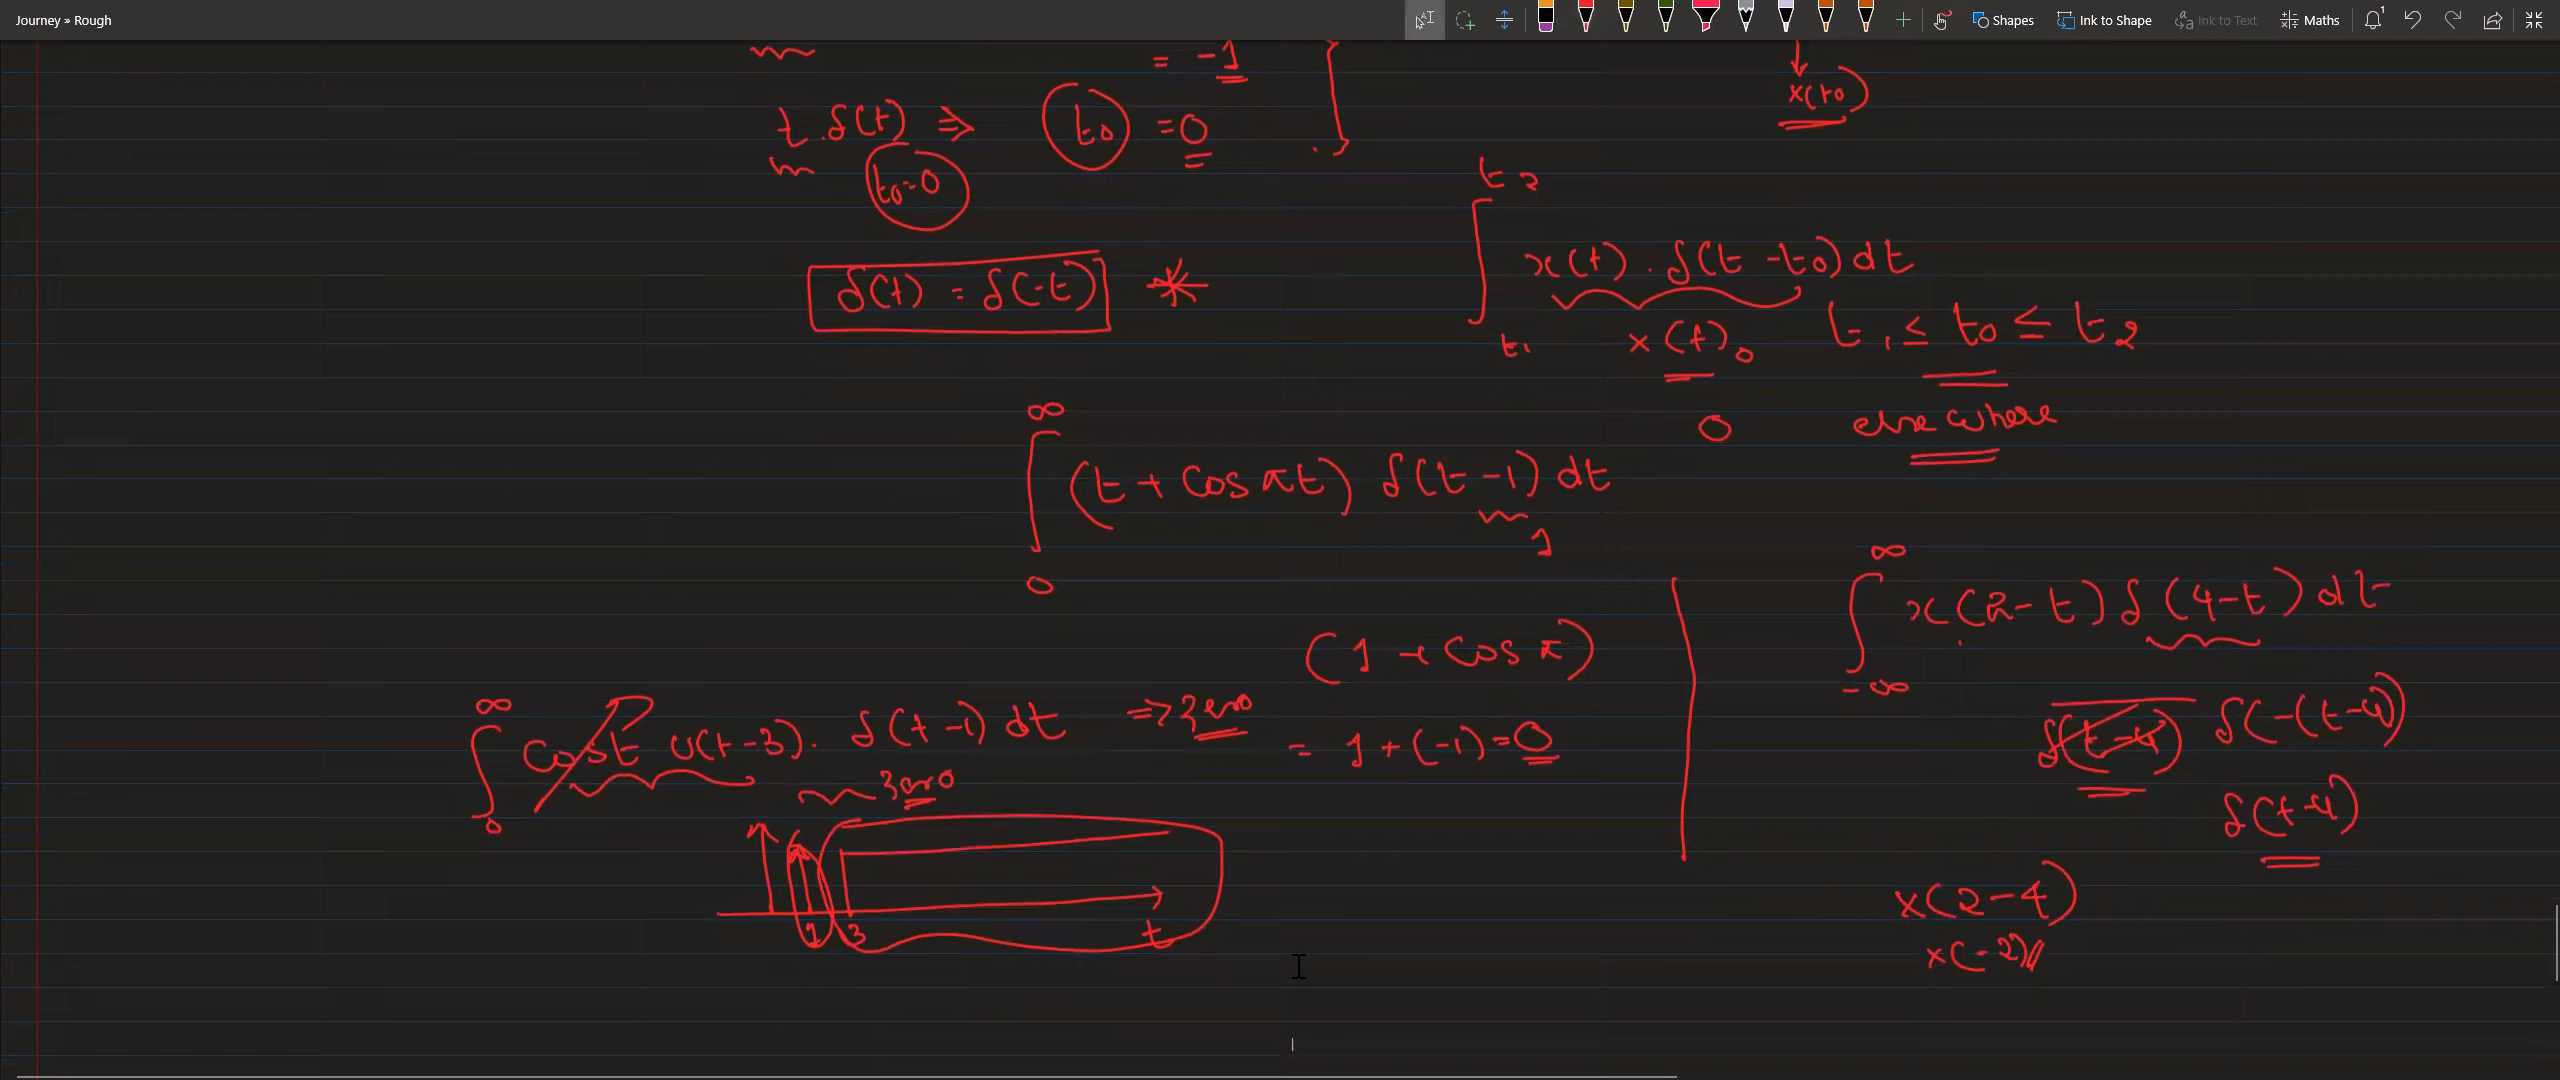 Journey » Rough
Shapes Ink to Shape Ink to Text Maths
= -1
x(t0)
t.δ(t) ⇒ t0 = 0
t0=0
δ(t) = δ(-t) *
t2
∫ x(t).δ(t-t0)dt
t1
x(t)0 t1 ≤ t0 ≤ t2
0 elsewhere
∞
∫ (t + cos πt) δ(t-1) dt
0
1
(1 + cos π)
= 1 + (-1) = 0
∞
∫ cost u(t-3). δ(t-1) dt ⇒ zero
0
zero
1 3 t
∞
∫ x(2-t) δ(4-t) dt
-∞
δ(t-4) δ(-(t-4))
δ(t-4)
x(2-4)
x(-2)//